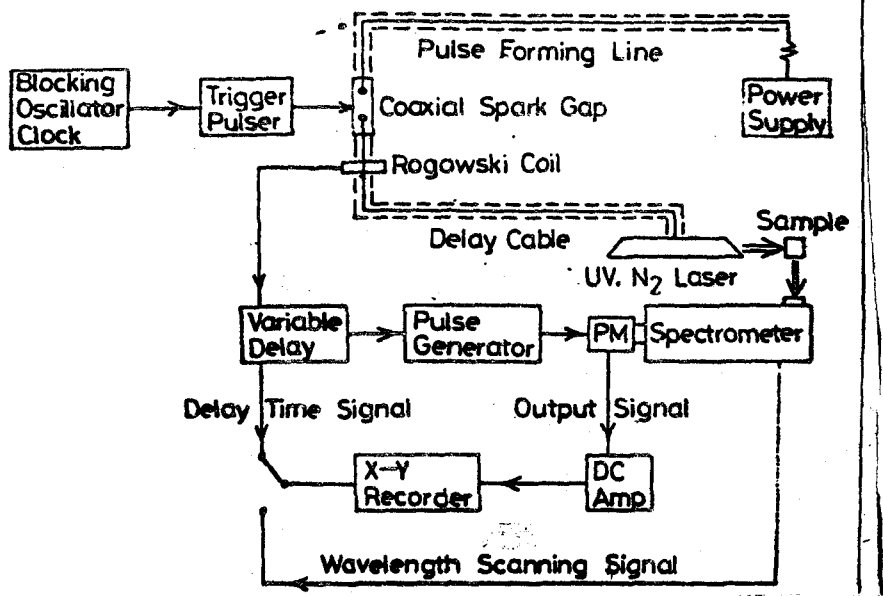 Pulse Forming Line
Blocking
Oscillator
Clock
Trigger
Pulser
Coaxial Spark Gap
Power
Supply
Rogowski Coil
Delay Cable
Sample
UV. N2 Laser
Variable
Delay
Pulse
Generator
PM
Spectrometer
Delay Time Signal
Output Signal
X-Y
Recorder
DC
Amp
Wavelength Scanning Signal